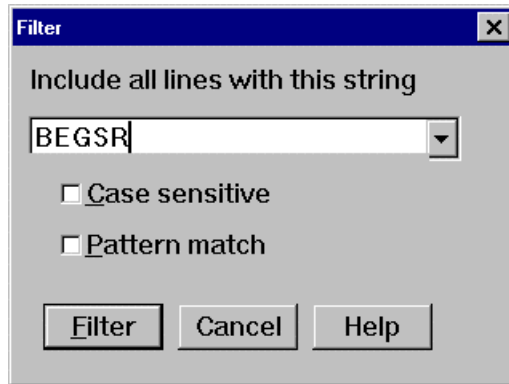 Filter
Include all lines with this string
BEGSR
Case sensitive
Pattern match
Filter Cancel Help